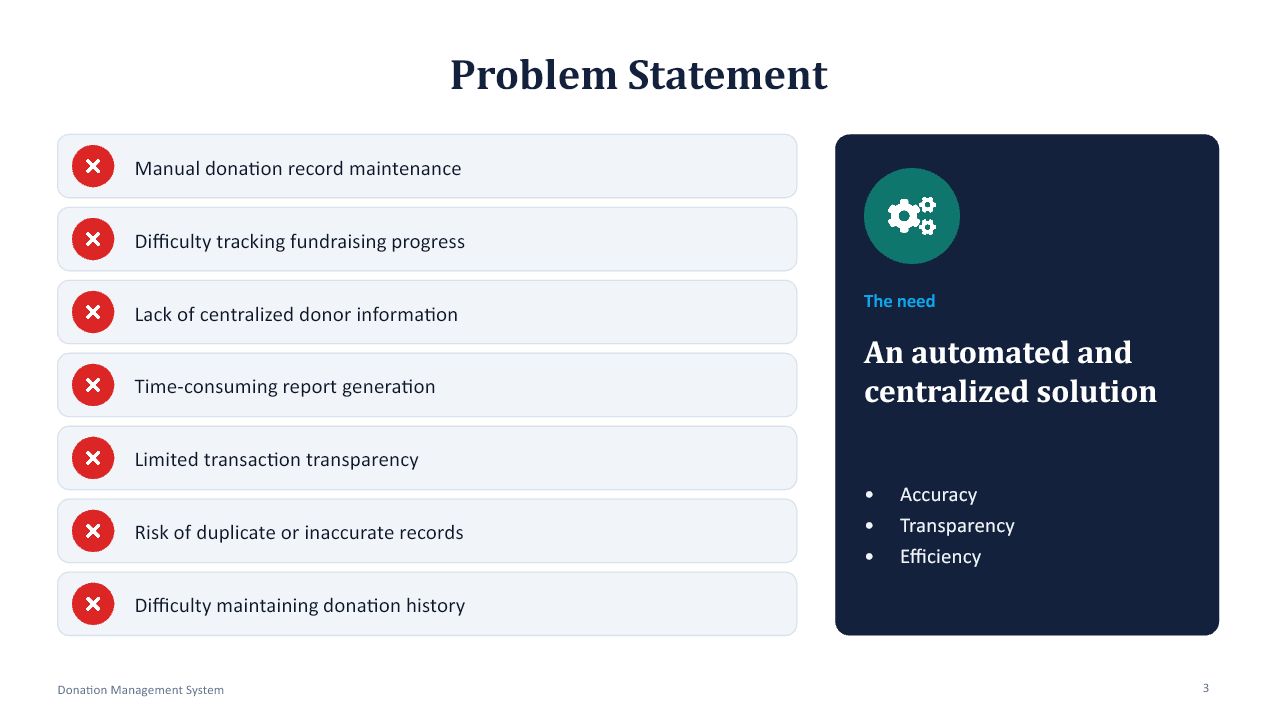 Problem Statement
Manual donation record maintenance
Difficulty tracking fundraising progress
Lack of centralized donor information
Time-consuming report generation
Limited transaction transparency
Risk of duplicate or inaccurate records
Difficulty maintaining donation history
The need
An automated and
centralized solution
• Accuracy
• Transparency
• Efficiency
Donation Management System
3